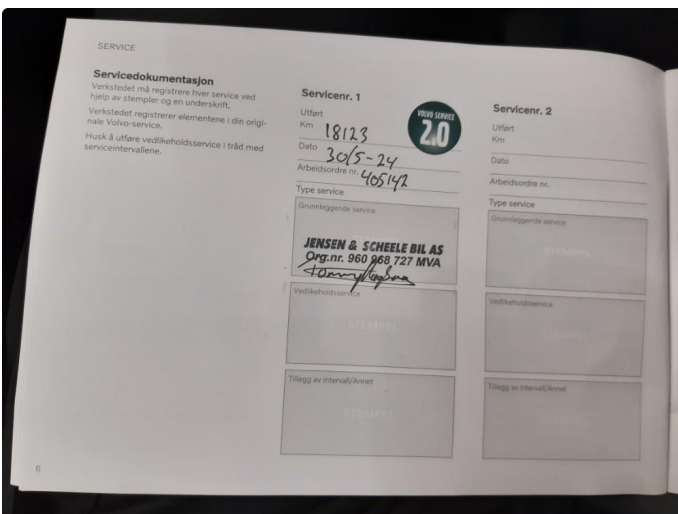 SERVICE
Servicedokumentasjon
Verkstedet må registrere hver service ved
hjelp av stempler og en underskrift.
Verkstedet registrerer elementene i din origi-
nale Volvo-service.
Husk å utføre vedlikeholdsservice i tråd med
serviceintervallene.
Servicenr. 1
Utført
Km 18123
VOLVO SERVICE
2.0
Dato 30/5-24
Arbeidsordre nr. 405142
Type service
Grunnleggende service
JENSEN & SCHEELE BIL AS
Org.nr. 960 968 727 MVA
Vedlikeholdsservice
STEMPEL
Tillegg av intervall/Annet
STEMPEL
Servicenr. 2
Utført
Km
Dato
Arbeidsordre nr.
Type service
Grunnleggende service
STEMPEL
Vedlikeholdsservice
STEMPEL
Tillegg av intervall/Annet
STEMPEL
6